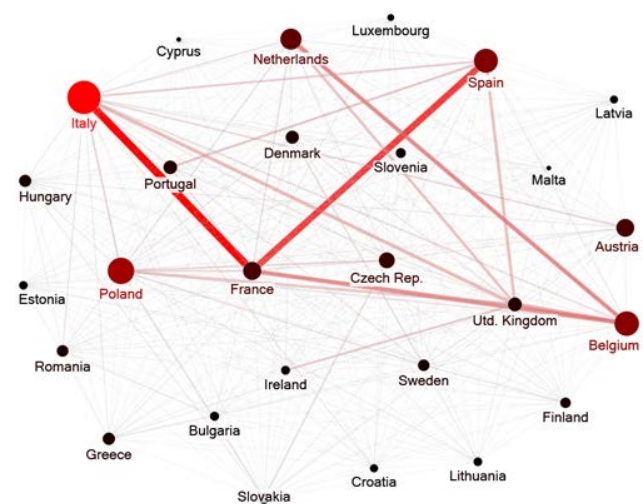 Luxembourg
Cyprus
Netherlands
Spain
Italy
Latvia
Denmark
Slovenia
Malta
Portugal
Hungary
Austria
Czech Rep.
Poland
France
Estonia
Utd. Kingdom
Belgium
Romania
Ireland
Sweden
Finland
Bulgaria
Greece
Croatia
Lithuania
Slovakia